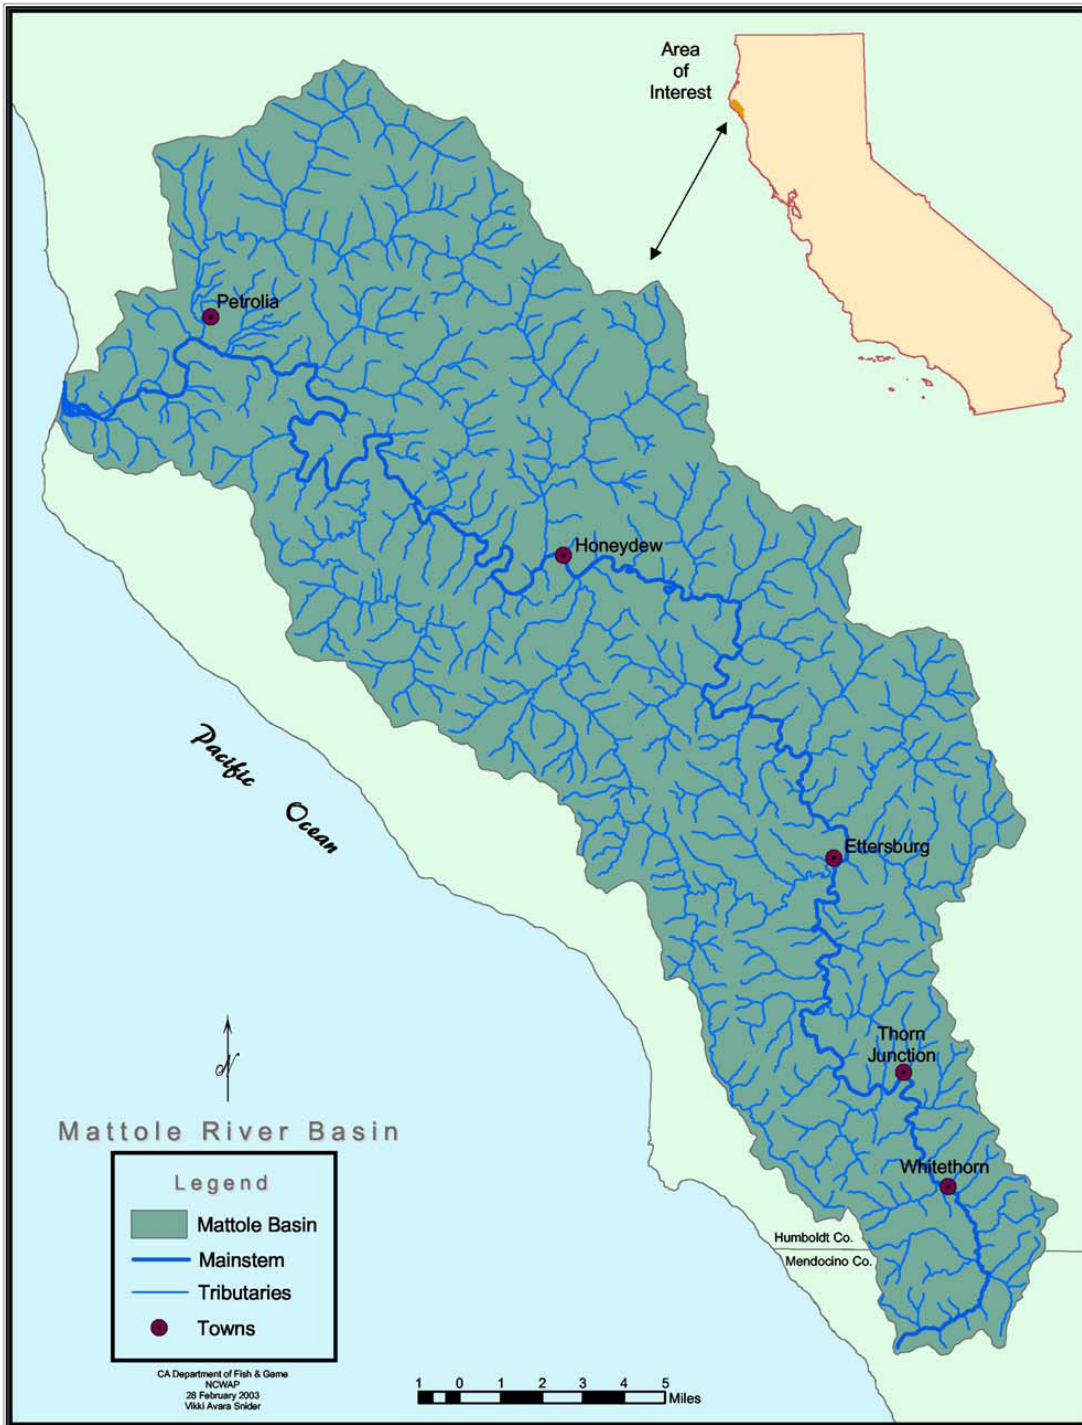 Area
of
Interest
Petrolia
Honeydew
Pacific Ocean
Ettersburg
Thorn
Junction
Whitethorn
Humboldt Co.
Mendocino Co.
N
Mattole River Basin
Legend
Mattole Basin
Mainstem
Tributaries
Towns
CA Department of Fish & Game
NCWAP
28 February 2003
Vikki Avara Snider
1 0 1 2 3 4 5
Miles